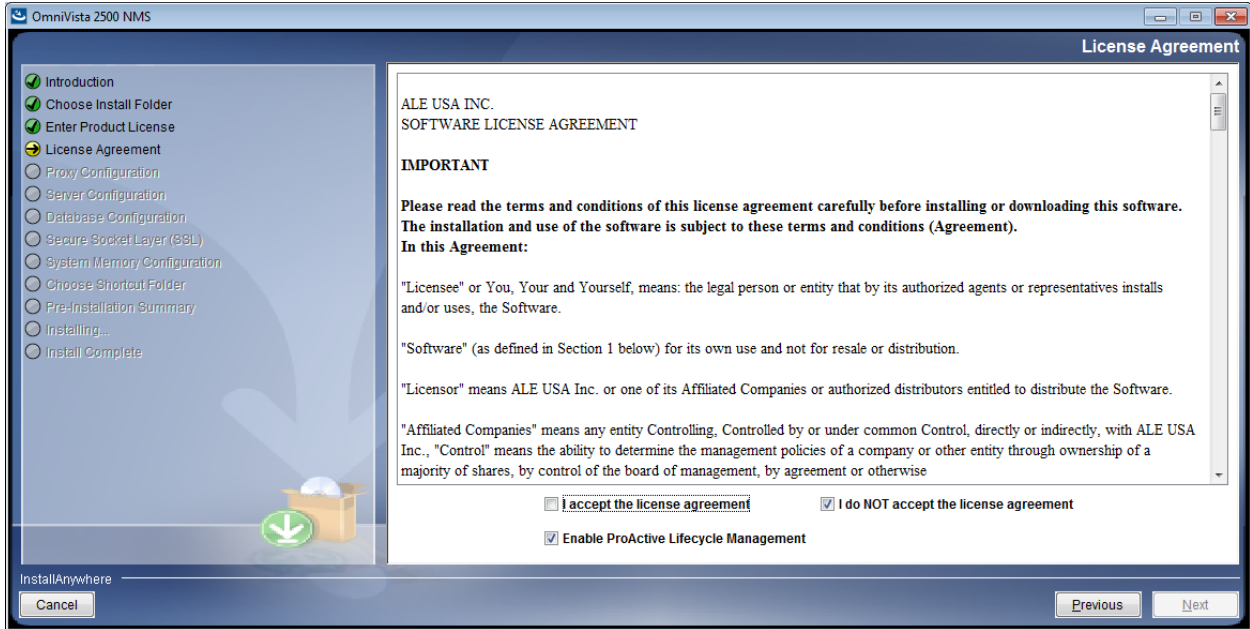 OmniVista 2500 NMS
License Agreement
Introduction
Choose Install Folder
Enter Product License
License Agreement
Proxy Configuration
Server Configuration
Database Configuration
Secure Socket Layer (SSL)
System Memory Configuration
Choose Shortcut Folder
Pre-Installation Summary
Installing...
Install Complete
ALE USA INC.
SOFTWARE LICENSE AGREEMENT
IMPORTANT
Please read the terms and conditions of this license agreement carefully before installing or downloading this software.
The installation and use of the software is subject to these terms and conditions (Agreement).
In this Agreement:
"Licensee" or You, Your and Yourself, means: the legal person or entity that by its authorized agents or representatives installs
and/or uses, the Software.
"Software" (as defined in Section 1 below) for its own use and not for resale or distribution.
"Licensor" means ALE USA Inc. or one of its Affiliated Companies or authorized distributors entitled to distribute the Software.
"Affiliated Companies" means any entity Controlling, Controlled by or under common Control, directly or indirectly, with ALE USA
Inc., "Control" means the ability to determine the management policies of a company or other entity through ownership of a
majority of shares, by control of the board of management, by agreement or otherwise
I accept the license agreement
I do NOT accept the license agreement
Enable ProActive Lifecycle Management
InstallAnywhere
Cancel
Previous
Next